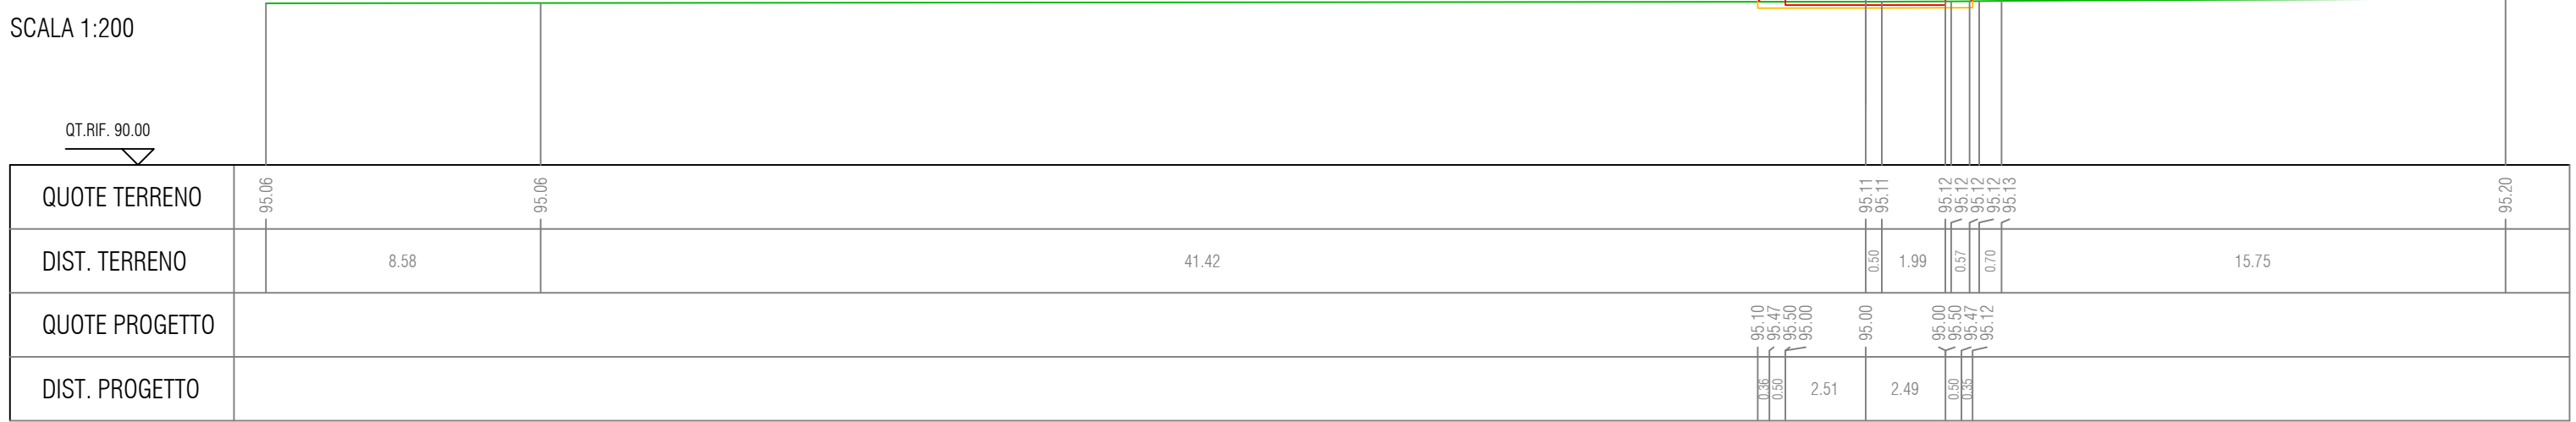 SCALA 1:200
QT.RIF. 90.00
QUOTE TERRENO 95.06 95.06 95.11 95.11 95.12 95.12 95.12 95.12 95.13 95.20
DIST. TERRENO 8.58 41.42 0.50 1.99 0.57 0.70 15.75
QUOTE PROGETTO 95.10 95.47 95.50 95.00 95.00 95.00 95.50 95.47 95.12
DIST. PROGETTO 0.36 0.50 2.51 2.49 0.50 0.35